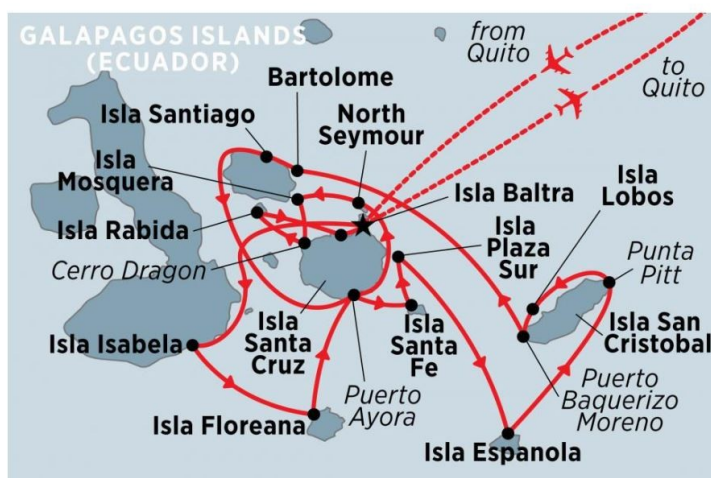 GALAPAGOS ISLANDS
(ECUADOR)
from
Quito
to
Quito
Bartolome
Isla Santiago
North
Seymour
Isla
Mosquera
Isla Baltra
Isla
Lobos
Isla Rabida
Isla
Plaza
Sur
Punta
Pitt
Cerro Dragon
Isla San
Cristobal
Isla Isabela
Isla
Santa
Cruz
Isla
Santa
Fe
Puerto
Ayora
Puerto
Baquerizo
Moreno
Isla Floreana
Isla Espanola